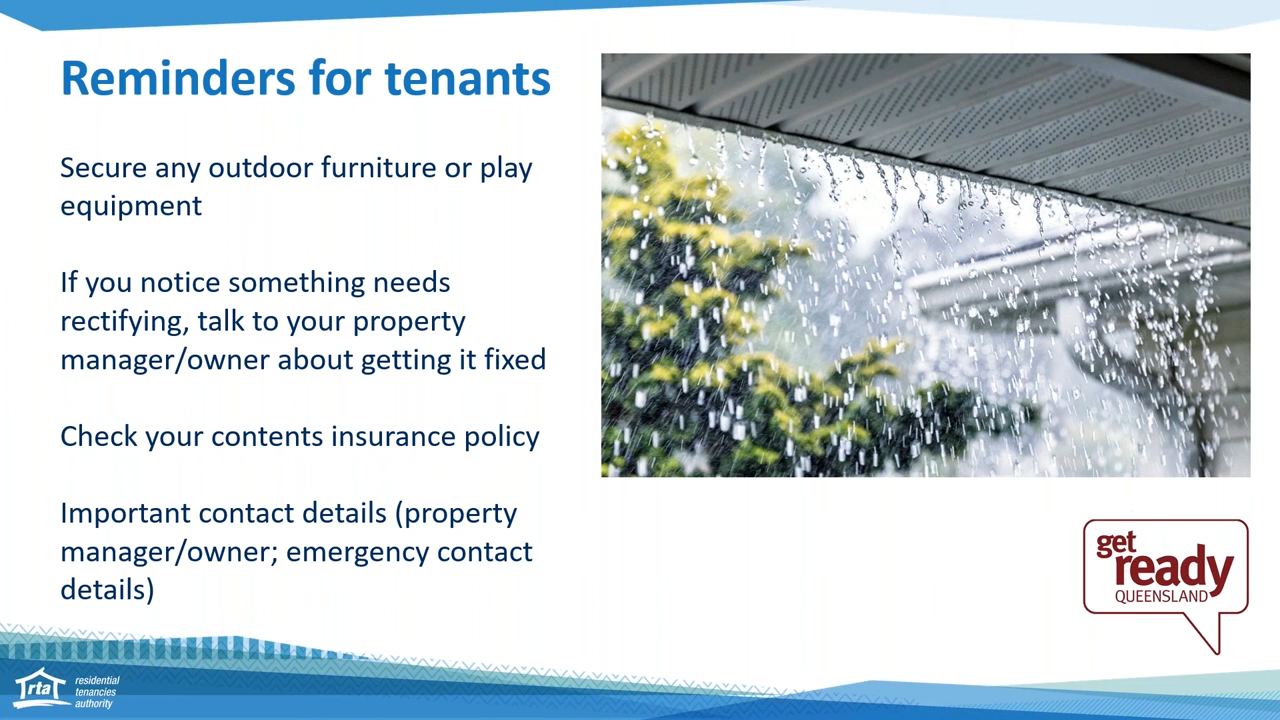 Reminders for tenants
Secure any outdoor furniture or play
equipment
If you notice something needs
rectifying, talk to your property
manager/owner about getting it fixed
Check your contents insurance policy
Important contact details (property
manager/owner; emergency contact
details)
get
ready
QUEENSLAND
rta
residential
tenancies
authority